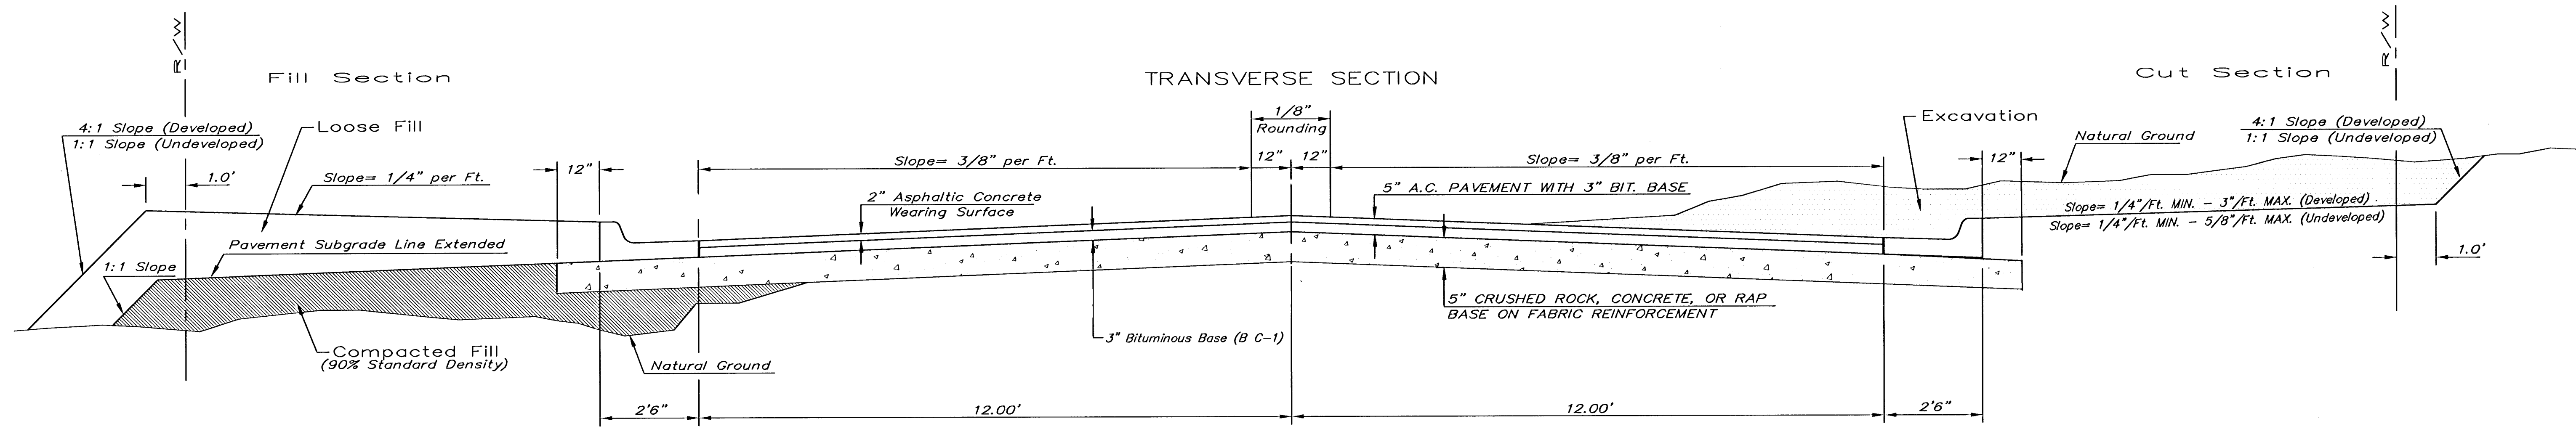 R/W
Fill Section
TRANSVERSE SECTION
Cut Section
R/W
4:1 Slope (Developed)
1:1 Slope (Undeveloped)
Loose Fill
1/8"
Rounding
Excavation
Natural Ground
4:1 Slope (Developed)
1:1 Slope (Undeveloped)
1.0'
Slope= 1/4" per Ft.
12"
Slope= 3/8" per Ft.
12"
12"
Slope= 3/8" per Ft.
12"
2" Asphaltic Concrete
Wearing Surface
5" A.C. PAVEMENT WITH 3" BIT. BASE
Slope= 1/4"/Ft. MIN. - 3"/Ft. MAX. (Developed)
Slope= 1/4"/Ft. MIN. - 5/8"/Ft. MAX. (Undeveloped)
Pavement Subgrade Line Extended
1:1 Slope
1.0'
5" CRUSHED ROCK, CONCRETE, OR RAP
BASE ON FABRIC REINFORCEMENT
3" Bituminous Base (B C-1)
Compacted Fill
(90% Standard Density)
Natural Ground
2'6"
12.00'
12.00'
2'6"